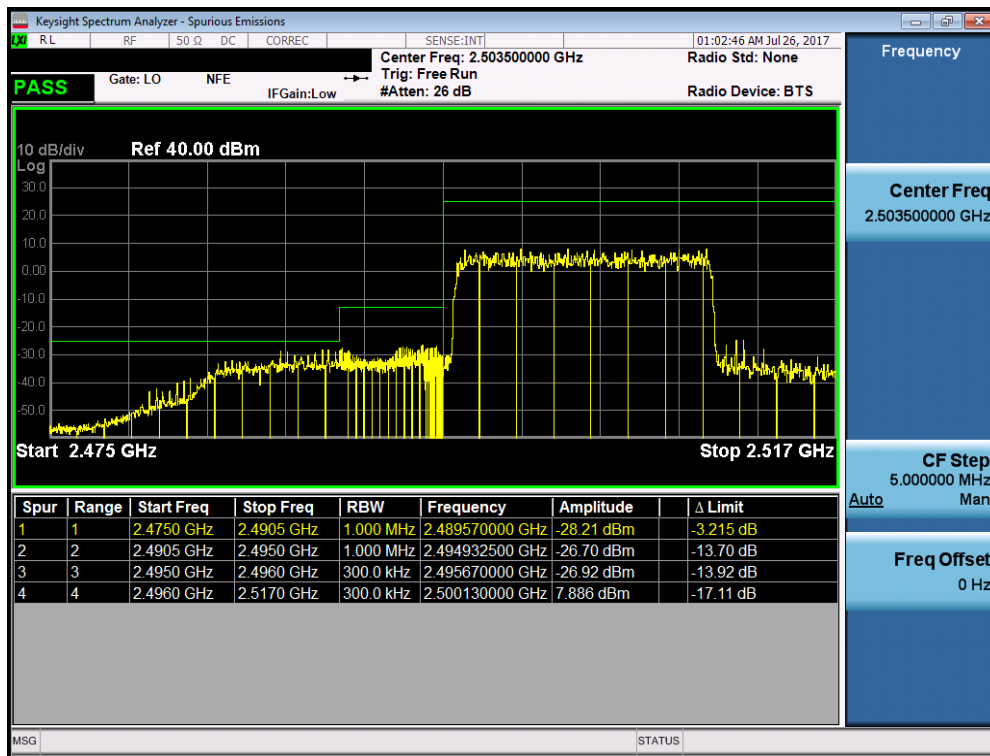 Keysight Spectrum Analyzer - Spurious Emissions
LXI RL RF 50 Ω DC CORREC SENSE:INT 01:02:46 AM Jul 26, 2017
Center Freq: 2.503500000 GHz Radio Std: None
PASS Gate: LO NFE Trig: Free Run
IFGain:Low #Atten: 26 dB Radio Device: BTS
Frequency
10 dB/div Ref 40.00 dBm
Log
30.0
20.0
10.0
0.00
-10.0
-20.0
-30.0
-40.0
-50.0
Start 2.475 GHz Stop 2.517 GHz
Spur Range Start Freq Stop Freq RBW Frequency Amplitude Δ Limit
1 1 2.4750 GHz 2.4905 GHz 1.000 MHz 2.489570000 GHz -28.21 dBm -3.215 dB
2 2 2.4905 GHz 2.4950 GHz 1.000 MHz 2.494932500 GHz -26.70 dBm -13.70 dB
3 3 2.4950 GHz 2.4960 GHz 300.0 kHz 2.495670000 GHz -26.92 dBm -13.92 dB
4 4 2.4960 GHz 2.5170 GHz 300.0 kHz 2.500130000 GHz 7.886 dBm -17.11 dB
Center Freq
2.503500000 GHz
CF Step
5.000000 MHz
Auto Man
Freq Offset
0 Hz
MSG STATUS